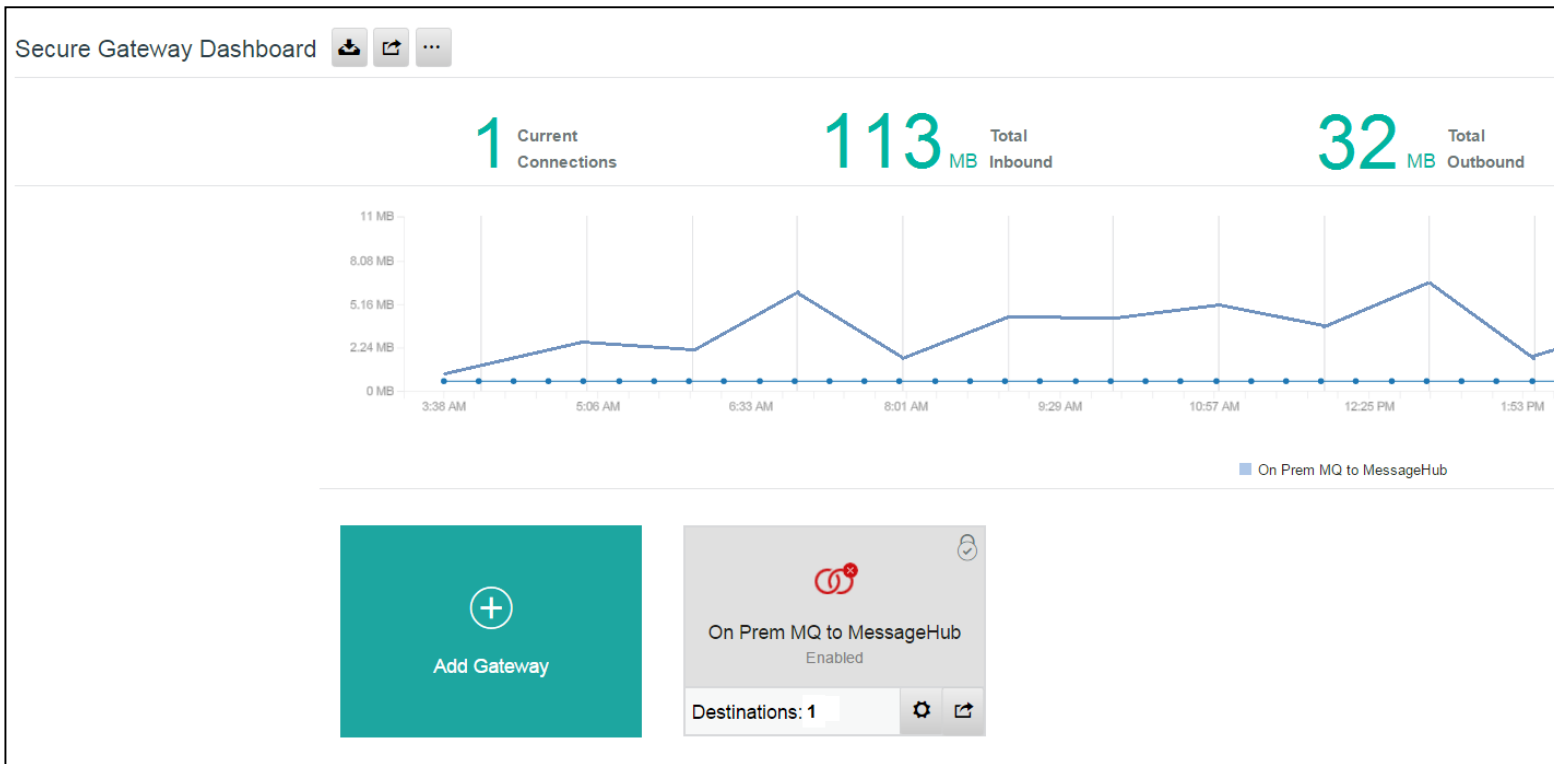 Secure Gateway Dashboard
1 Current Connections
113 MB Total Inbound
32 MB Total Outbound
11 MB
8.08 MB
5.16 MB
2.24 MB
0 MB
3:38 AM 5:06 AM 6:33 AM 8:01 AM 9:29 AM 10:57 AM 12:25 PM 1:53 PM
On Prem MQ to MessageHub
Add Gateway
On Prem MQ to MessageHub
Enabled
Destinations: 1